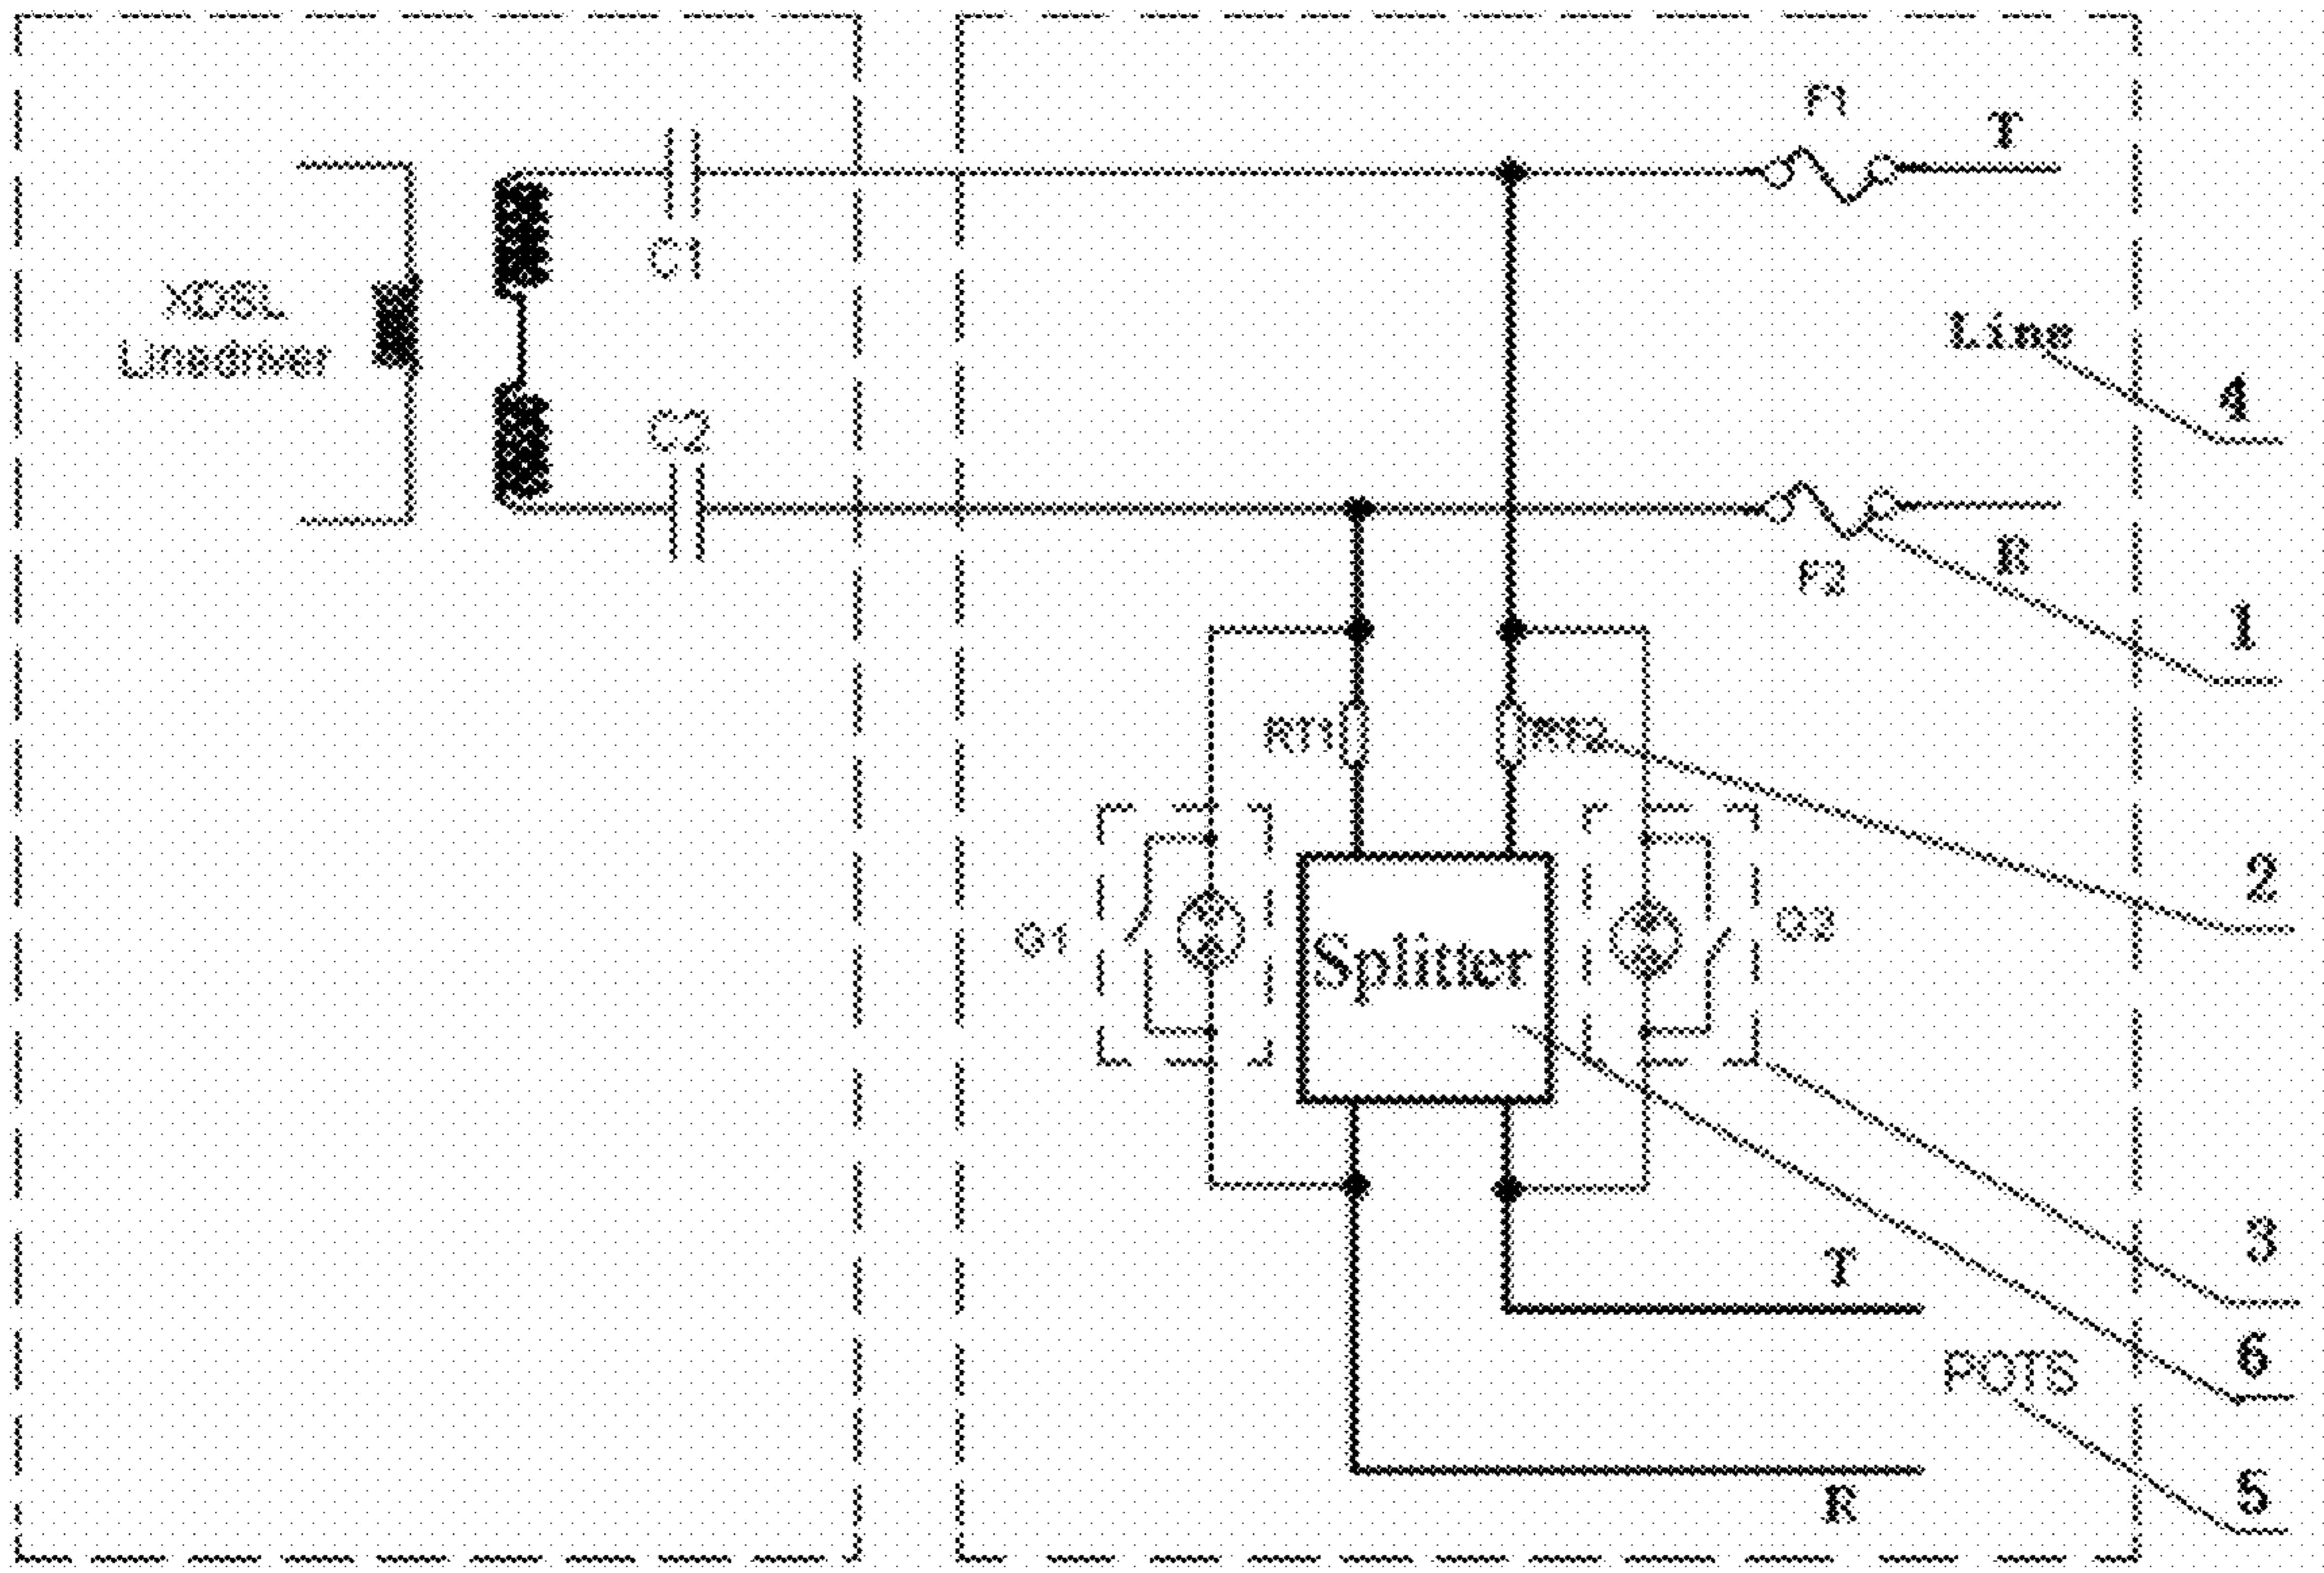 F1
T
C1
XDSL
Linedriver
Line
4
C2
R
F2
1
RT1
RT2
2
G1
Splitter
G2
3
T
6
POTS
5
R